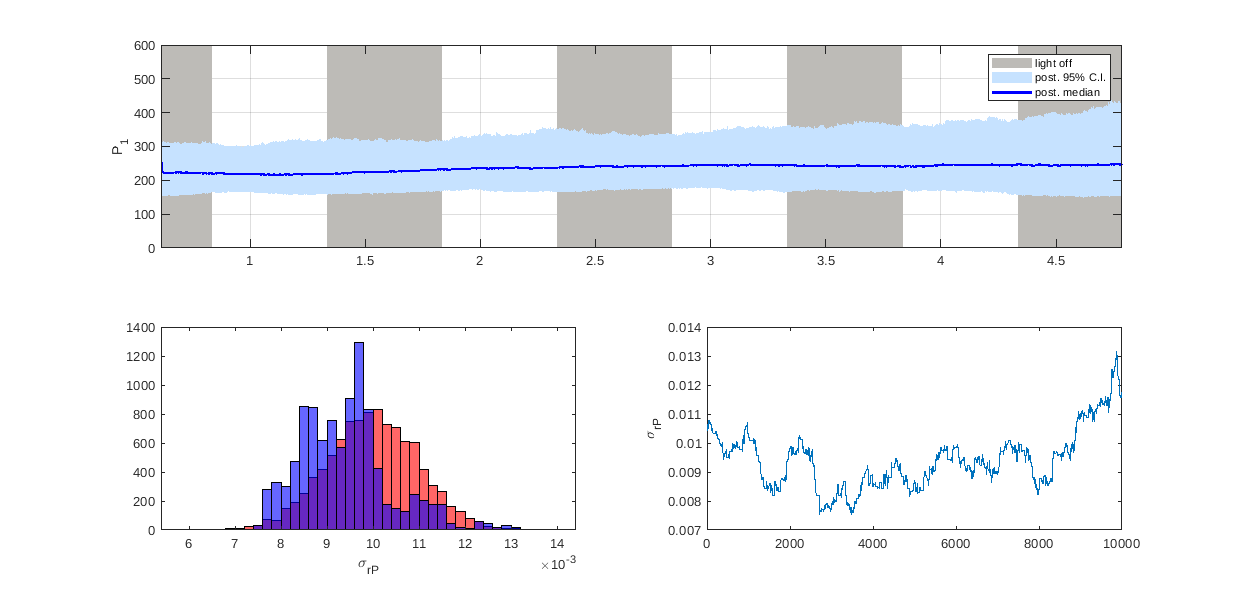 600
500
400
300
200
100
0
P1
light off
post. 95% C.I.
post. median
1 1.5 2 2.5 3 3.5 4 4.5
1400
1200
1000
800
600
400
200
0
6 7 8 9 10 11 12 13 14
σrP
×10-3
0.014
0.013
0.012
0.011
0.01
0.009
0.008
0.007
σrP
0 2000 4000 6000 8000 10000